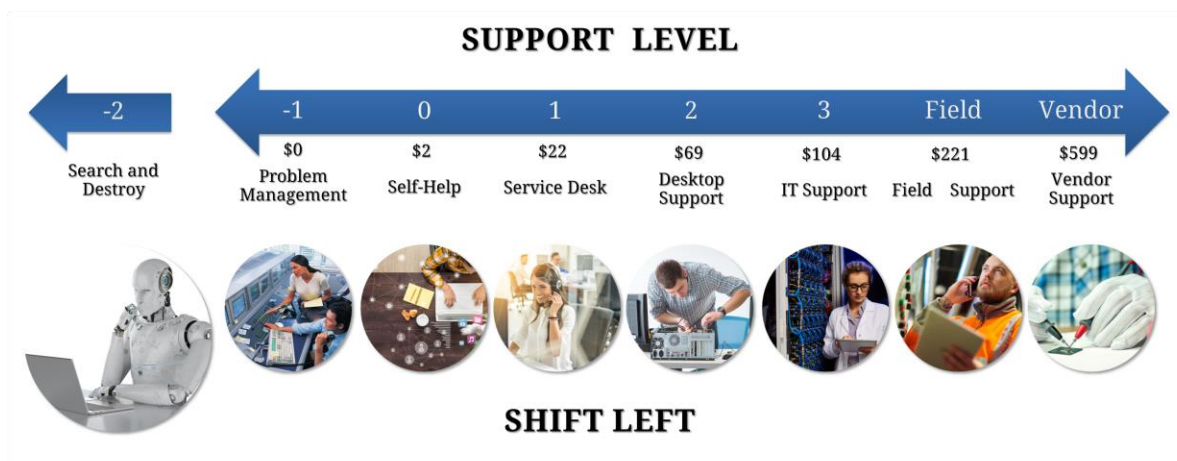 SUPPORT LEVEL
-2 -1 0 1 2 3 Field Vendor
$0 $2 $22 $69 $104 $221 $599
Search and
Destroy
Problem
Management
Self-Help
Service Desk
Desktop
Support
IT Support
Field Support
Vendor
Support
SHIFT LEFT